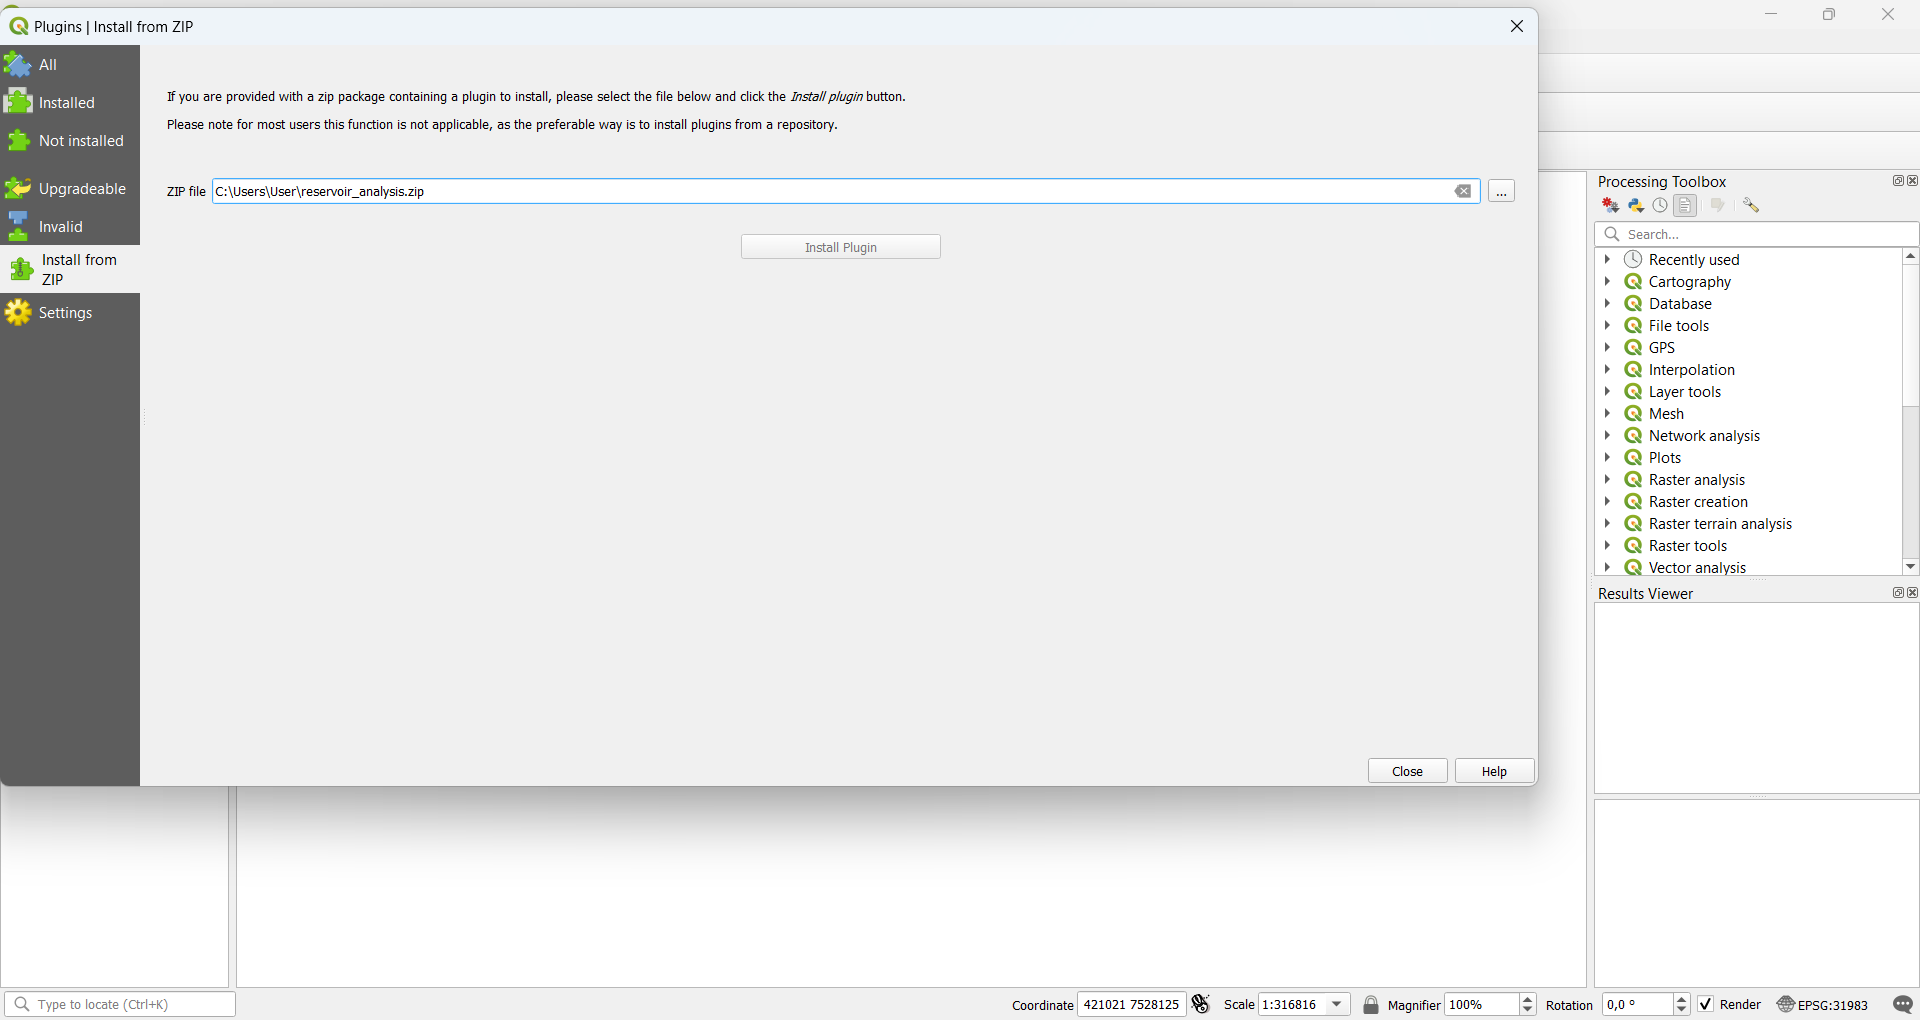 Plugins | Install from ZIP
All
Installed
Not installed
Upgradeable
Invalid
Install from
ZIP
Settings
If you are provided with a zip package containing a plugin to install, please select the file below and click the Install plugin button.
Please note for most users this function is not applicable, as the preferable way is to install plugins from a repository.
ZIP file C:\Users\User\reservoir_analysis.zip ...
Install Plugin
Close Help
Processing Toolbox
Search...
Recently used
Cartography
Database
File tools
GPS
Interpolation
Layer tools
Mesh
Network analysis
Plots
Raster analysis
Raster creation
Raster terrain analysis
Raster tools
Vector analysis
Results Viewer
Type to locate (Ctrl+K) Coordinate 421021 7528125 Scale 1:316816 Magnifier 100% Rotation 0,0 ° Render EPSG:31983